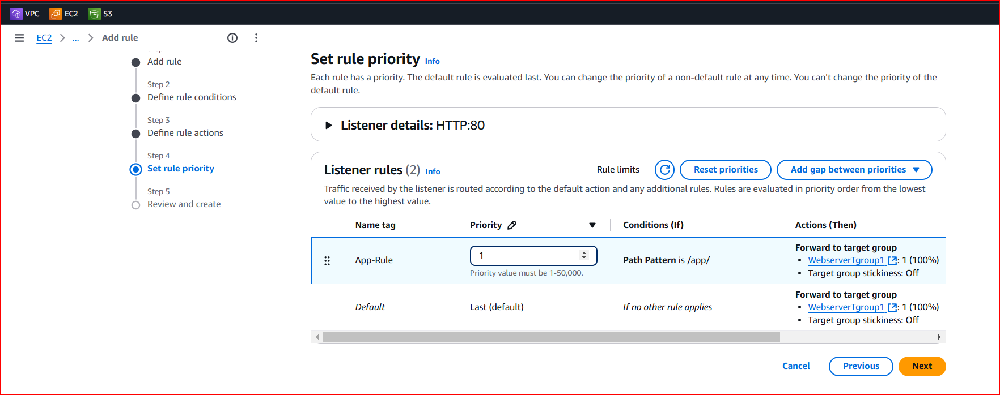 VPC EC2 S3
EC2 ... Add rule
Add rule
Step 2
Define rule conditions
Step 3
Define rule actions
Step 4
Set rule priority
Step 5
Review and create
Set rule priority Info
Each rule has a priority. The default rule is evaluated last. You can change the priority of a non-default rule at any time. You can't change the priority of the
default rule.
Listener details: HTTP:80
Listener rules (2) Info Rule limits Reset priorities Add gap between priorities
Traffic received by the listener is routed according to the default action and any additional rules. Rules are evaluated in priority order from the lowest
value to the highest value.
Name tag Priority Conditions (If) Actions (Then)
Forward to target group
App-Rule 1 Path Pattern is /app/ • WebserverTgroup1 : 1 (100%)
Priority value must be 1-50,000. • Target group stickiness: Off
Forward to target group
Default Last (default) If no other rule applies • WebserverTgroup1 : 1 (100%)
• Target group stickiness: Off
Cancel Previous Next